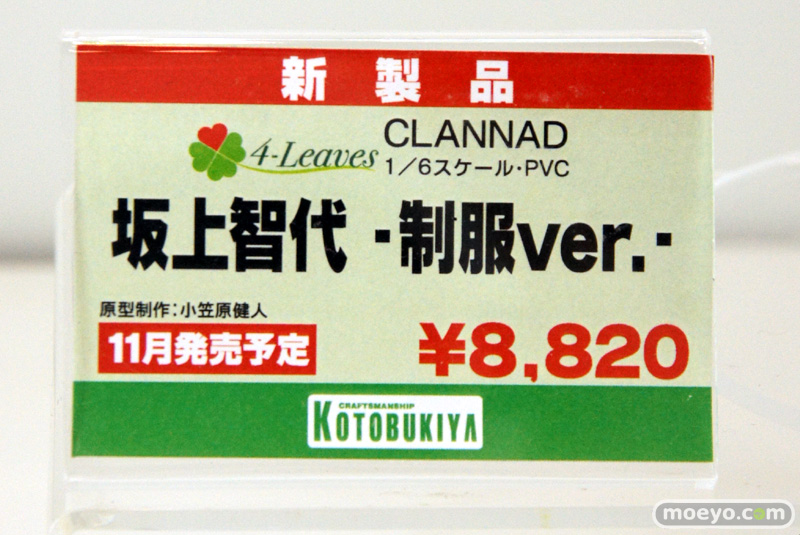 新製品
4-Leaves
CLANNAD
1/6スケール・PVC
坂上智代 -制服ver.-
原型制作:小笠原健人
11月発売予定
¥8,820
CRAFTSMANSHIP
KOTOBUKIYA
moeyo.com